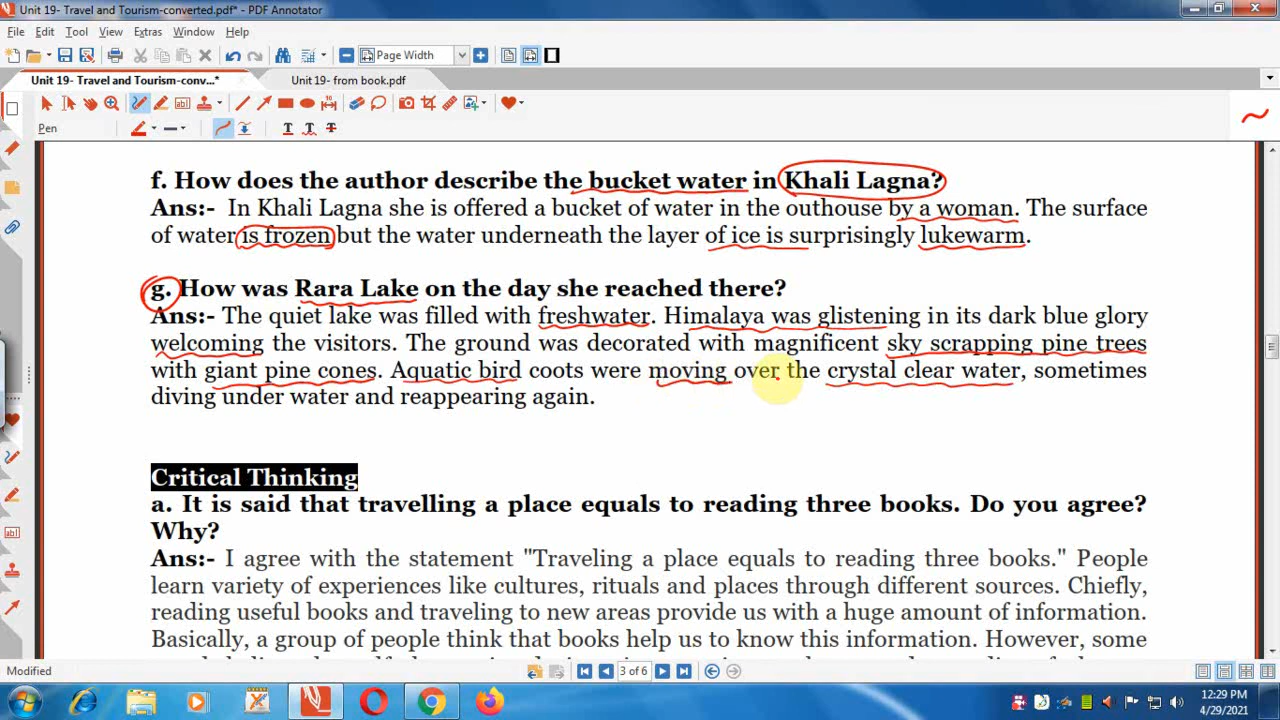 Unit 19- Travel and Tourism-converted.pdf* - PDF Annotator
File Edit Tool View Extras Window Help
Page Width
Unit 19- Travel and Tourism-conv...* Unit 19- from book.pdf
Pen
f. How does the author describe the bucket water in Khali Lagna?
Ans:- In Khali Lagna she is offered a bucket of water in the outhouse by a woman. The surface
of water is frozen but the water underneath the layer of ice is surprisingly lukewarm.
g. How was Rara Lake on the day she reached there?
Ans:- The quiet lake was filled with freshwater. Himalaya was glistening in its dark blue glory
welcoming the visitors. The ground was decorated with magnificent sky scrapping pine trees
with giant pine cones. Aquatic bird coots were moving over the crystal clear water, sometimes
diving under water and reappearing again.
Critical Thinking
a. It is said that travelling a place equals to reading three books. Do you agree?
Why?
Ans:- I agree with the statement "Traveling a place equals to reading three books." People
learn variety of experiences like cultures, rituals and places through different sources. Chiefly,
reading useful books and traveling to new areas provide us with a huge amount of information.
Basically, a group of people think that books help us to know this information. However, some
Modified
3 of 6
12:29 PM
4/29/2021